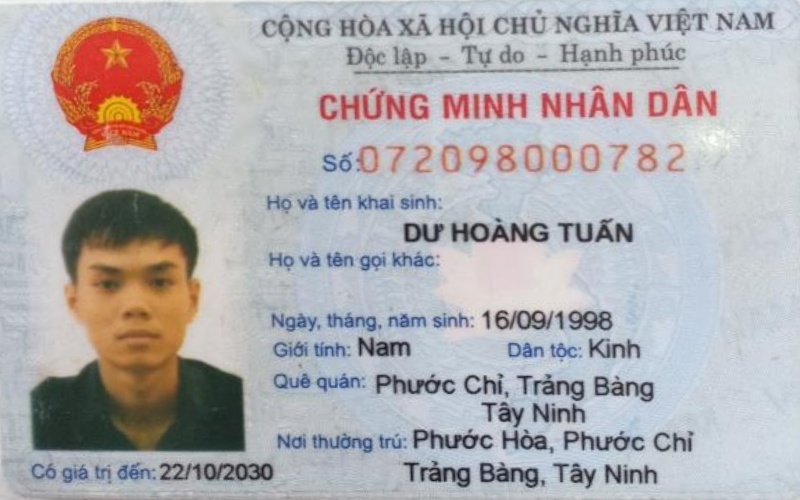 CỘNG HÒA XÃ HỘI CHỦ NGHĨA VIỆT NAM
Độc lập - Tự do - Hạnh phúc
CHỨNG MINH NHÂN DÂN
Số:072098000782
Họ và tên khai sinh:
DƯ HOÀNG TUẤN
Họ và tên gọi khác:
Ngày, tháng, năm sinh: 16/09/1998
Giới tính: Nam Dân tộc: Kinh
Quê quán: Phước Chỉ, Trảng Bàng
Tây Ninh
Nơi thường trú: Phước Hòa, Phước Chỉ
Trảng Bàng, Tây Ninh
Có giá trị đến: 22/10/2030